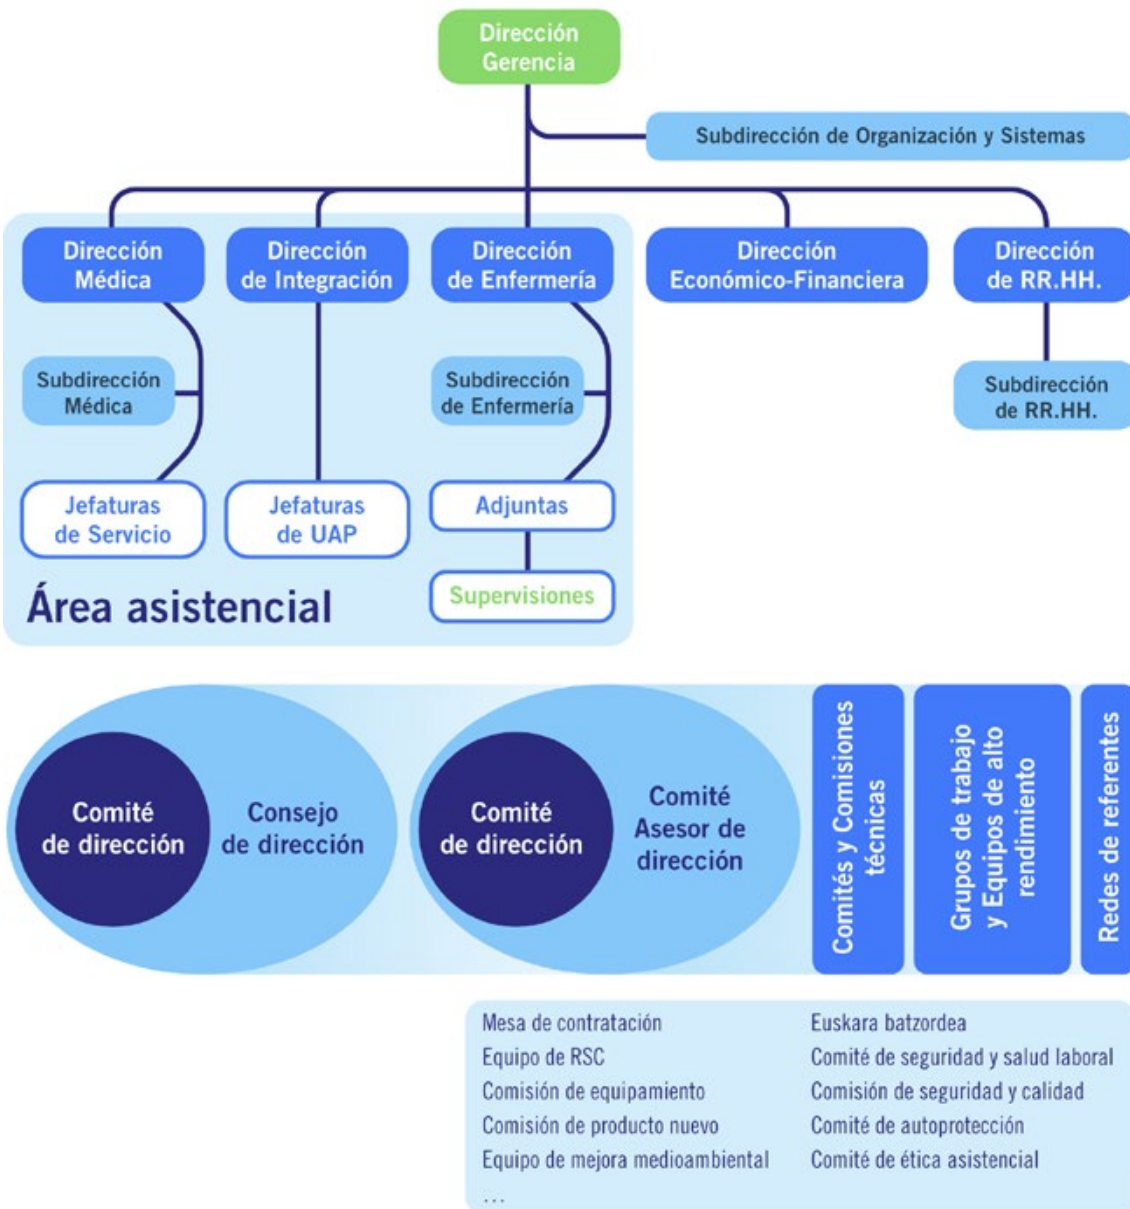 Dirección
Gerencia
Subdirección de Organización y Sistemas
Dirección
Médica
Dirección
de Integración
Dirección
de Enfermería
Dirección
Económico-Financiera
Dirección
de RR.HH.
Subdirección
Médica
Subdirección
de Enfermería
Subdirección
de RR.HH.
Jefaturas
de Servicio
Jefaturas
de UAP
Adjuntas
Supervisiones
Área asistencial
Comité
de dirección
Consejo
de dirección
Comité
de dirección
Comité
Asesor de
dirección
Comités y Comisiones
técnicas
Grupos de trabajo
y Equipos de alto
rendimiento
Redes de referentes
Mesa de contratación
Equipo de RSC
Comisión de equipamiento
Comisión de producto nuevo
Equipo de mejora medioambiental
...
Euskara batzordea
Comité de seguridad y salud laboral
Comisión de seguridad y calidad
Comité de autoprotección
Comité de ética asistencial